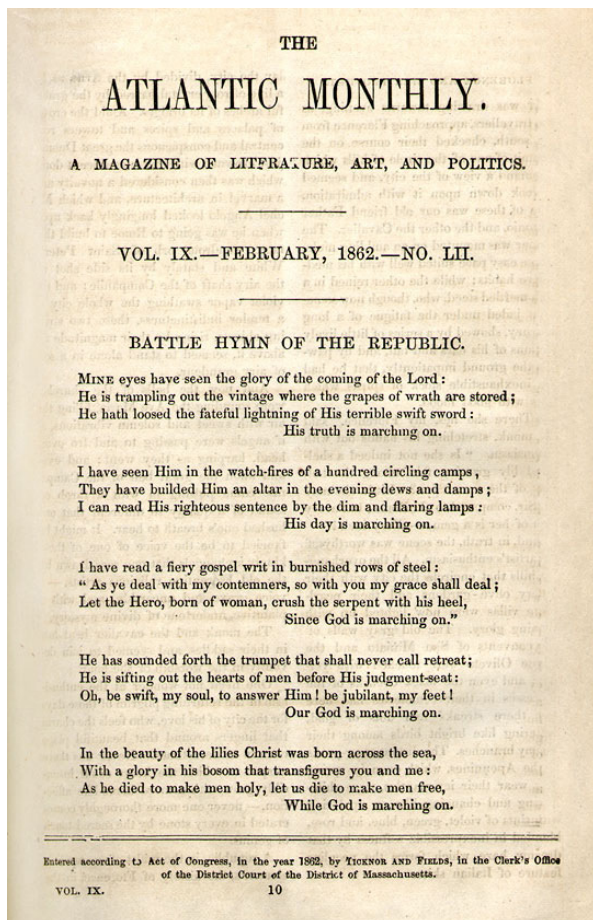 THE
ATLANTIC MONTHLY.
A MAGAZINE OF LITERATURE, ART, AND POLITICS.
VOL. IX.—FEBRUARY, 1862.—NO. LII.
BATTLE HYMN OF THE REPUBLIC.
MINE eyes have seen the glory of the coming of the Lord:
He is trampling out the vintage where the grapes of wrath are stored;
He hath loosed the fateful lightning of His terrible swift sword:
His truth is marching on.
I have seen Him in the watch-fires of a hundred circling camps,
They have builded Him an altar in the evening dews and damps;
I can read His righteous sentence by the dim and flaring lamps:
His day is marching on.
I have read a fiery gospel writ in burnished rows of steel:
"As ye deal with my contemners, so with you my grace shall deal;
Let the Hero, born of woman, crush the serpent with his heel,
Since God is marching on."
He has sounded forth the trumpet that shall never call retreat;
He is sifting out the hearts of men before His judgment-seat:
Oh, be swift, my soul, to answer Him! be jubilant, my feet!
Our God is marching on.
In the beauty of the lilies Christ was born across the sea,
With a glory in his bosom that transfigures you and me:
As he died to make men holy, let us die to make men free,
While God is marching on.
Entered according to Act of Congress, in the year 1862, by TICKNOR AND FIELDS, in the Clerk's Office
of the District Court of the District of Massachusetts.
VOL. IX. 10